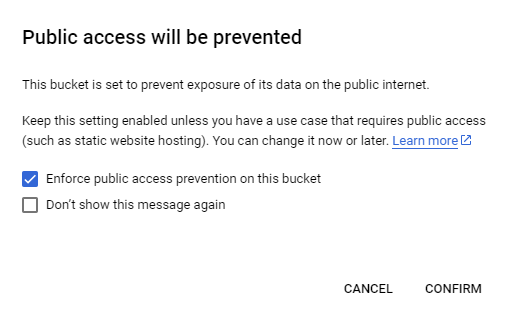 Public access will be prevented
This bucket is set to prevent exposure of its data on the public internet.
Keep this setting enabled unless you have a use case that requires public access
(such as static website hosting). You can change it now or later. Learn more
Enforce public access prevention on this bucket
Don't show this message again
CANCEL CONFIRM